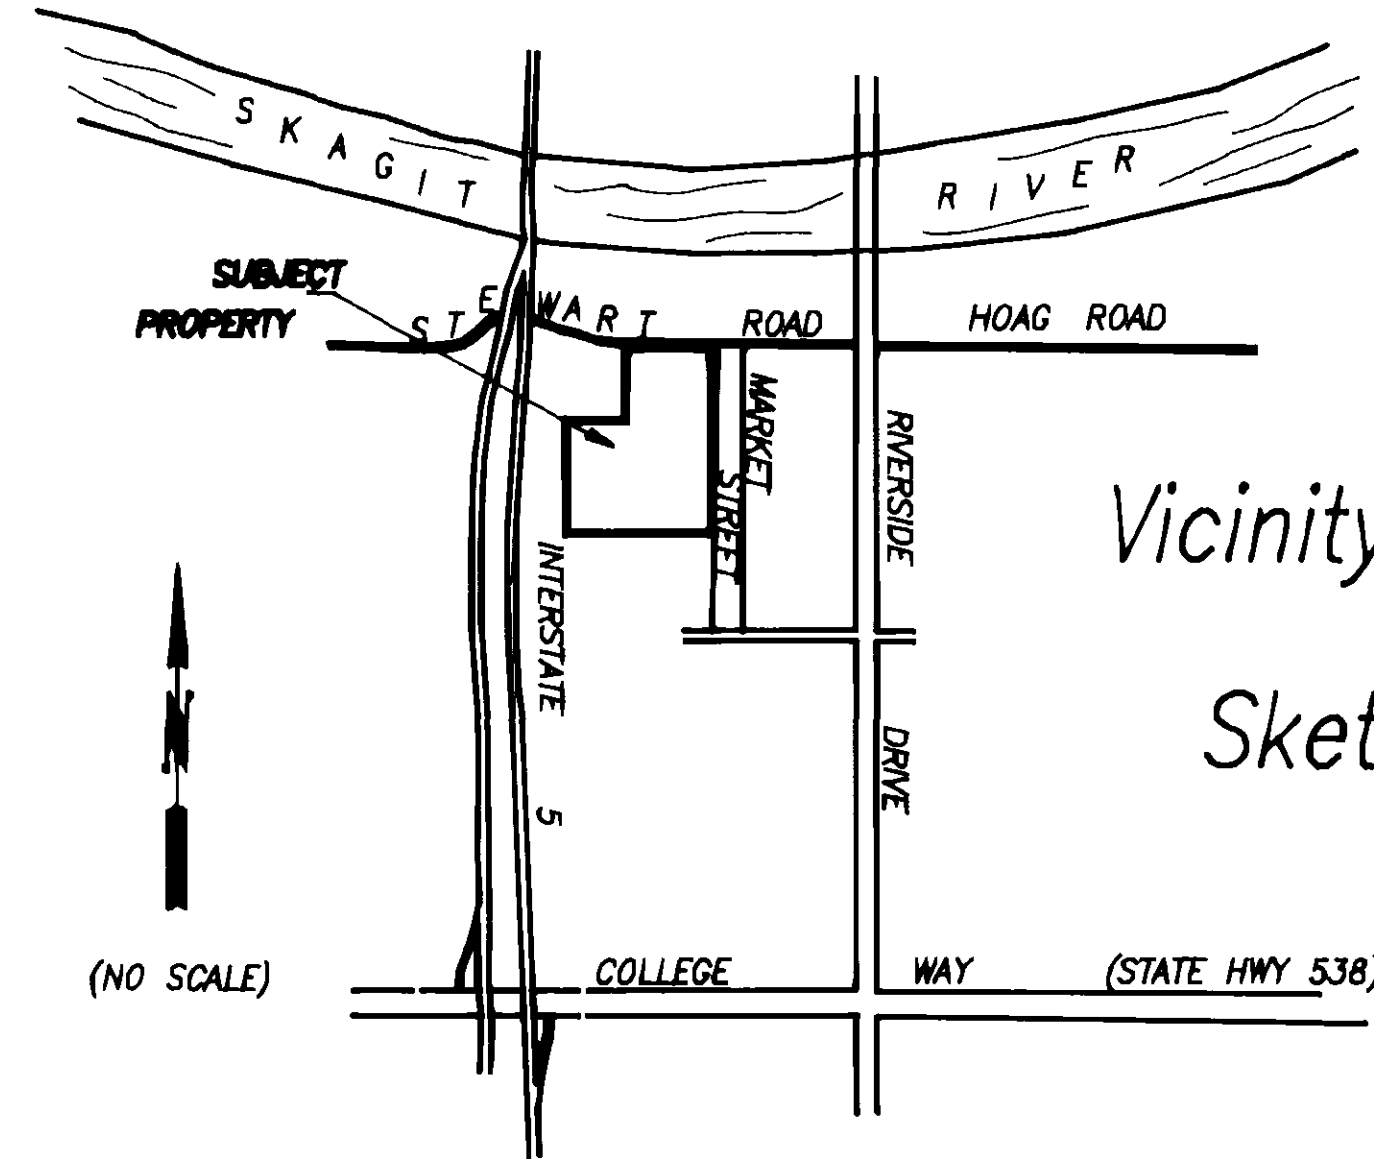 SKAGIT RIVER
SUBJECT
PROPERTY
STEWART ROAD
HOAG ROAD
MARKET
STREET
RIVERSIDE
DRIVE
INTERSTATE 5
Vicinity
Sket
N
(NO SCALE)
COLLEGE WAY (STATE HWY 538)